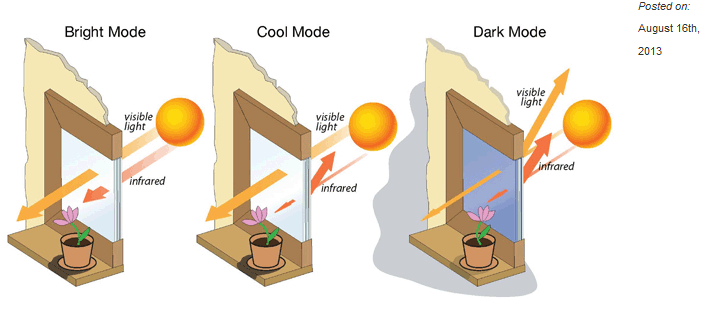 Bright Mode
visible
light
infrared
Cool Mode
visible
light
infrared
Dark Mode
visible
light
infrared
Posted on:
August 16th,
2013